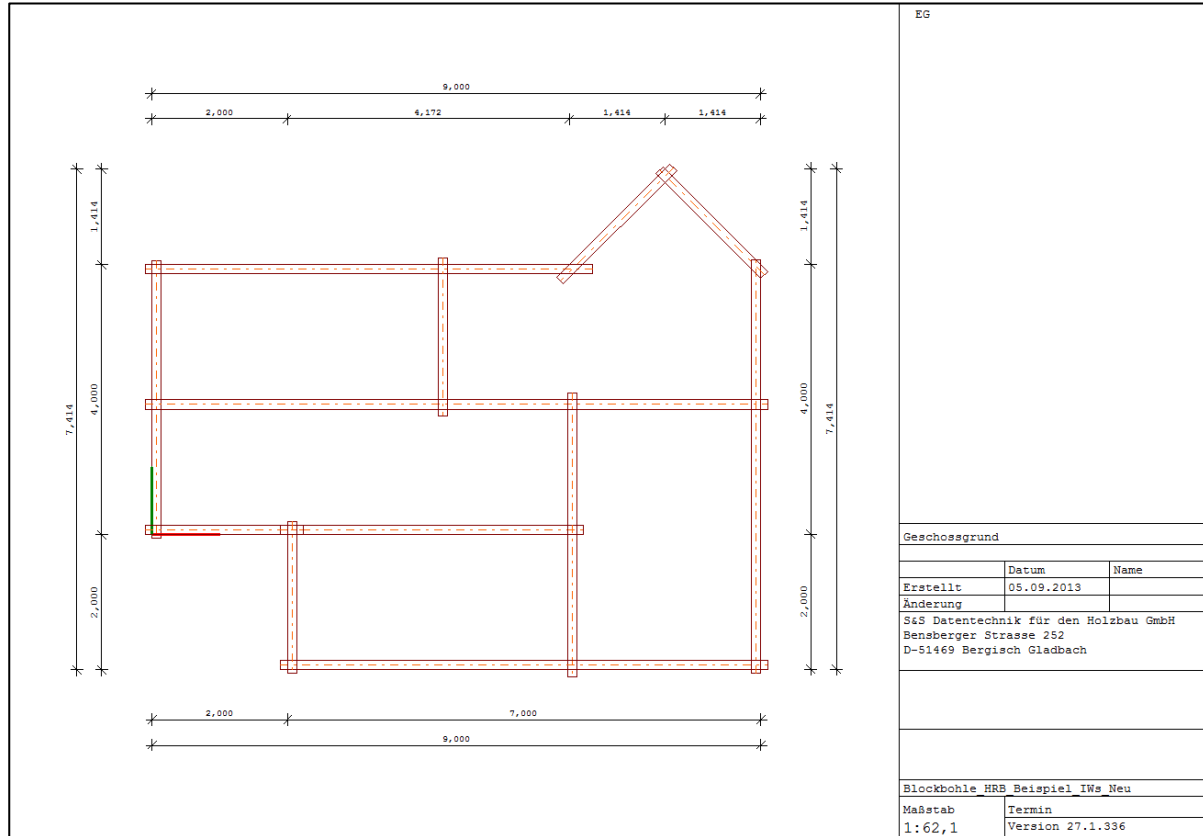 EG
9,000
2,000
4,172
1,414
1,414
1,414
4,000
7,414
2,000
1,414
4,000
7,414
2,000
2,000
7,000
9,000
Geschossgrund
Datum
Name
Erstellt
05.09.2013
Änderung
S&S Datentechnik für den Holzbau GmbH
Bensberger Strasse 252
D-51469 Bergisch Gladbach
Blockbohle_HRB_Beispiel_IWs_Neu
Maßstab
Termin
1:62,1
Version 27.1.336